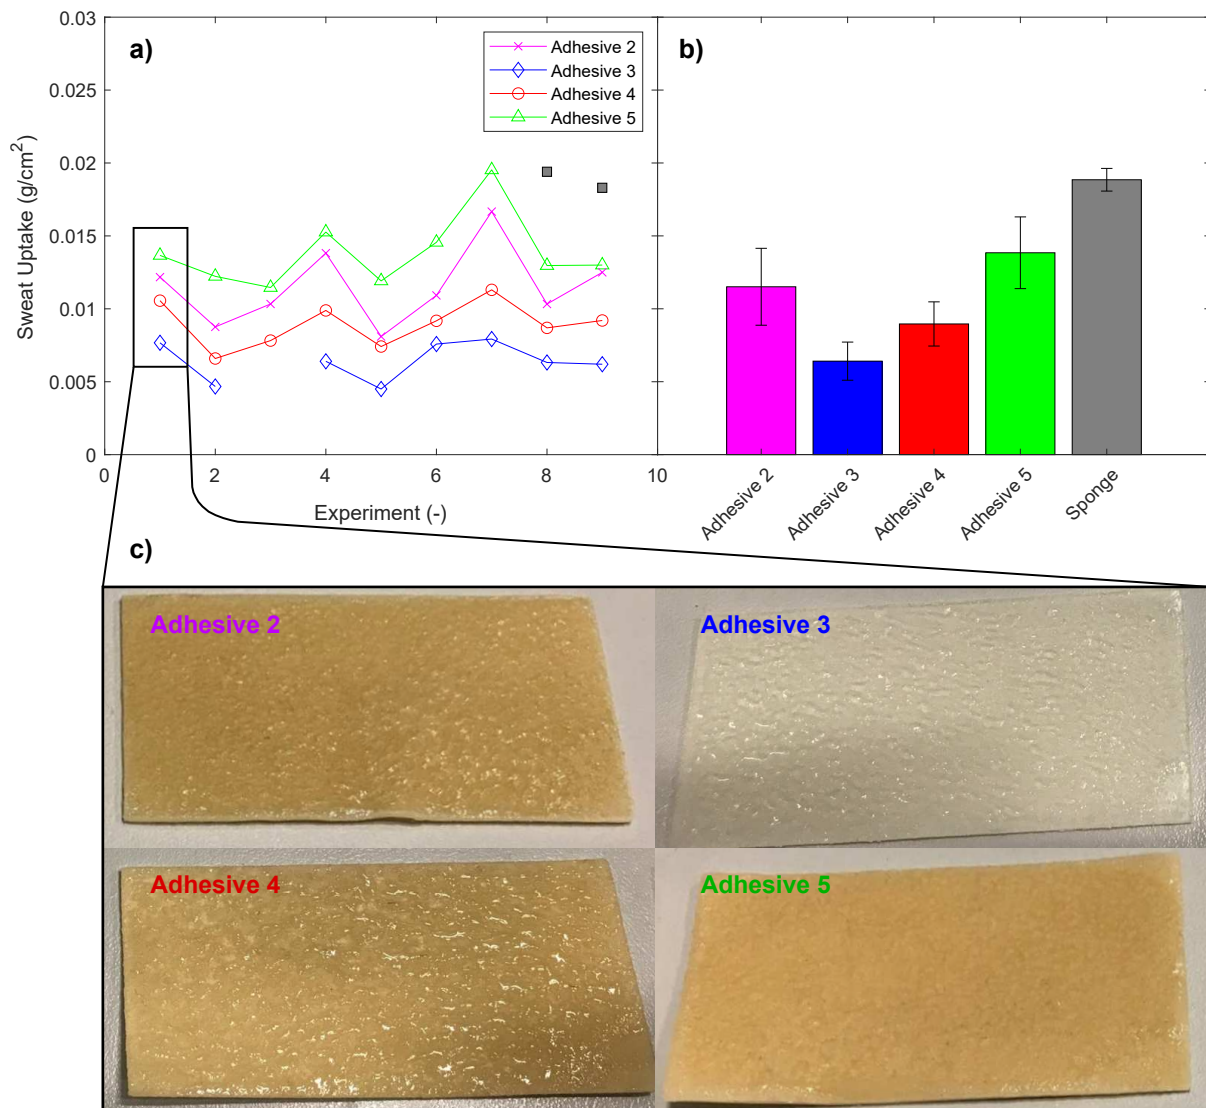 a)
b)
Adhesive 2
Adhesive 3
Adhesive 4
Adhesive 5
Sweat Uptake (g/cm²)
0.03
0.025
0.02
0.015
0.01
0.005
0
0
2
4
6
8
10
Experiment (-)
Adhesive 2
Adhesive 3
Adhesive 4
Adhesive 5
Sponge
c)
Adhesive 2
Adhesive 3
Adhesive 4
Adhesive 5